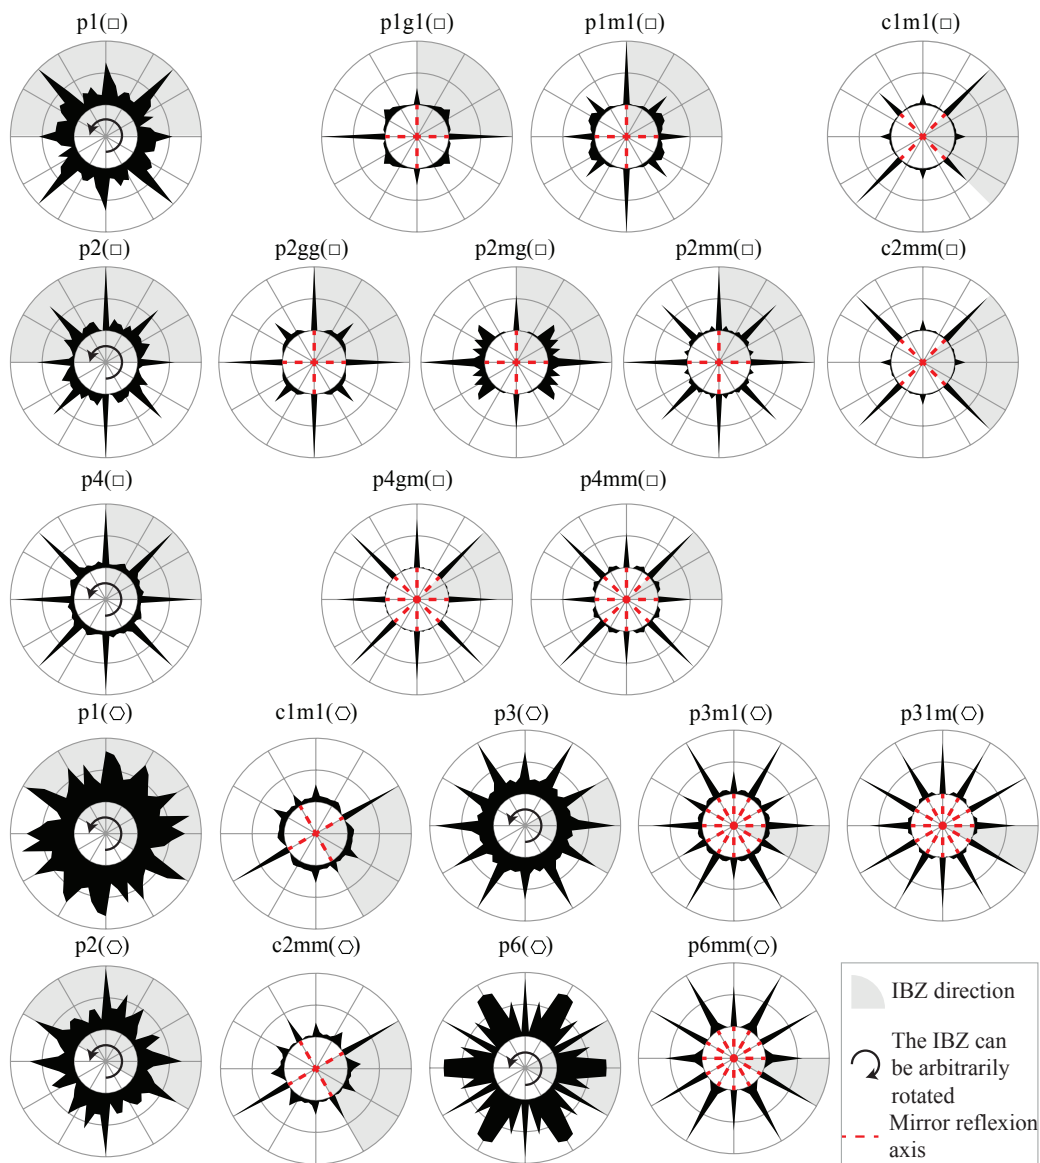 p1(□)
p1g1(□)
p1m1(□)
c1m1(□)
p2(□)
p2gg(□)
p2mg(□)
p2mm(□)
c2mm(□)
p4(□)
p4gm(□)
p4mm(□)
p1(⬡)
c1m1(⬡)
p3(⬡)
p3m1(⬡)
p31m(⬡)
p2(⬡)
c2mm(⬡)
p6(⬡)
p6mm(⬡)
IBZ direction
The IBZ can
be arbitrarily
rotated
Mirror reflexion
axis